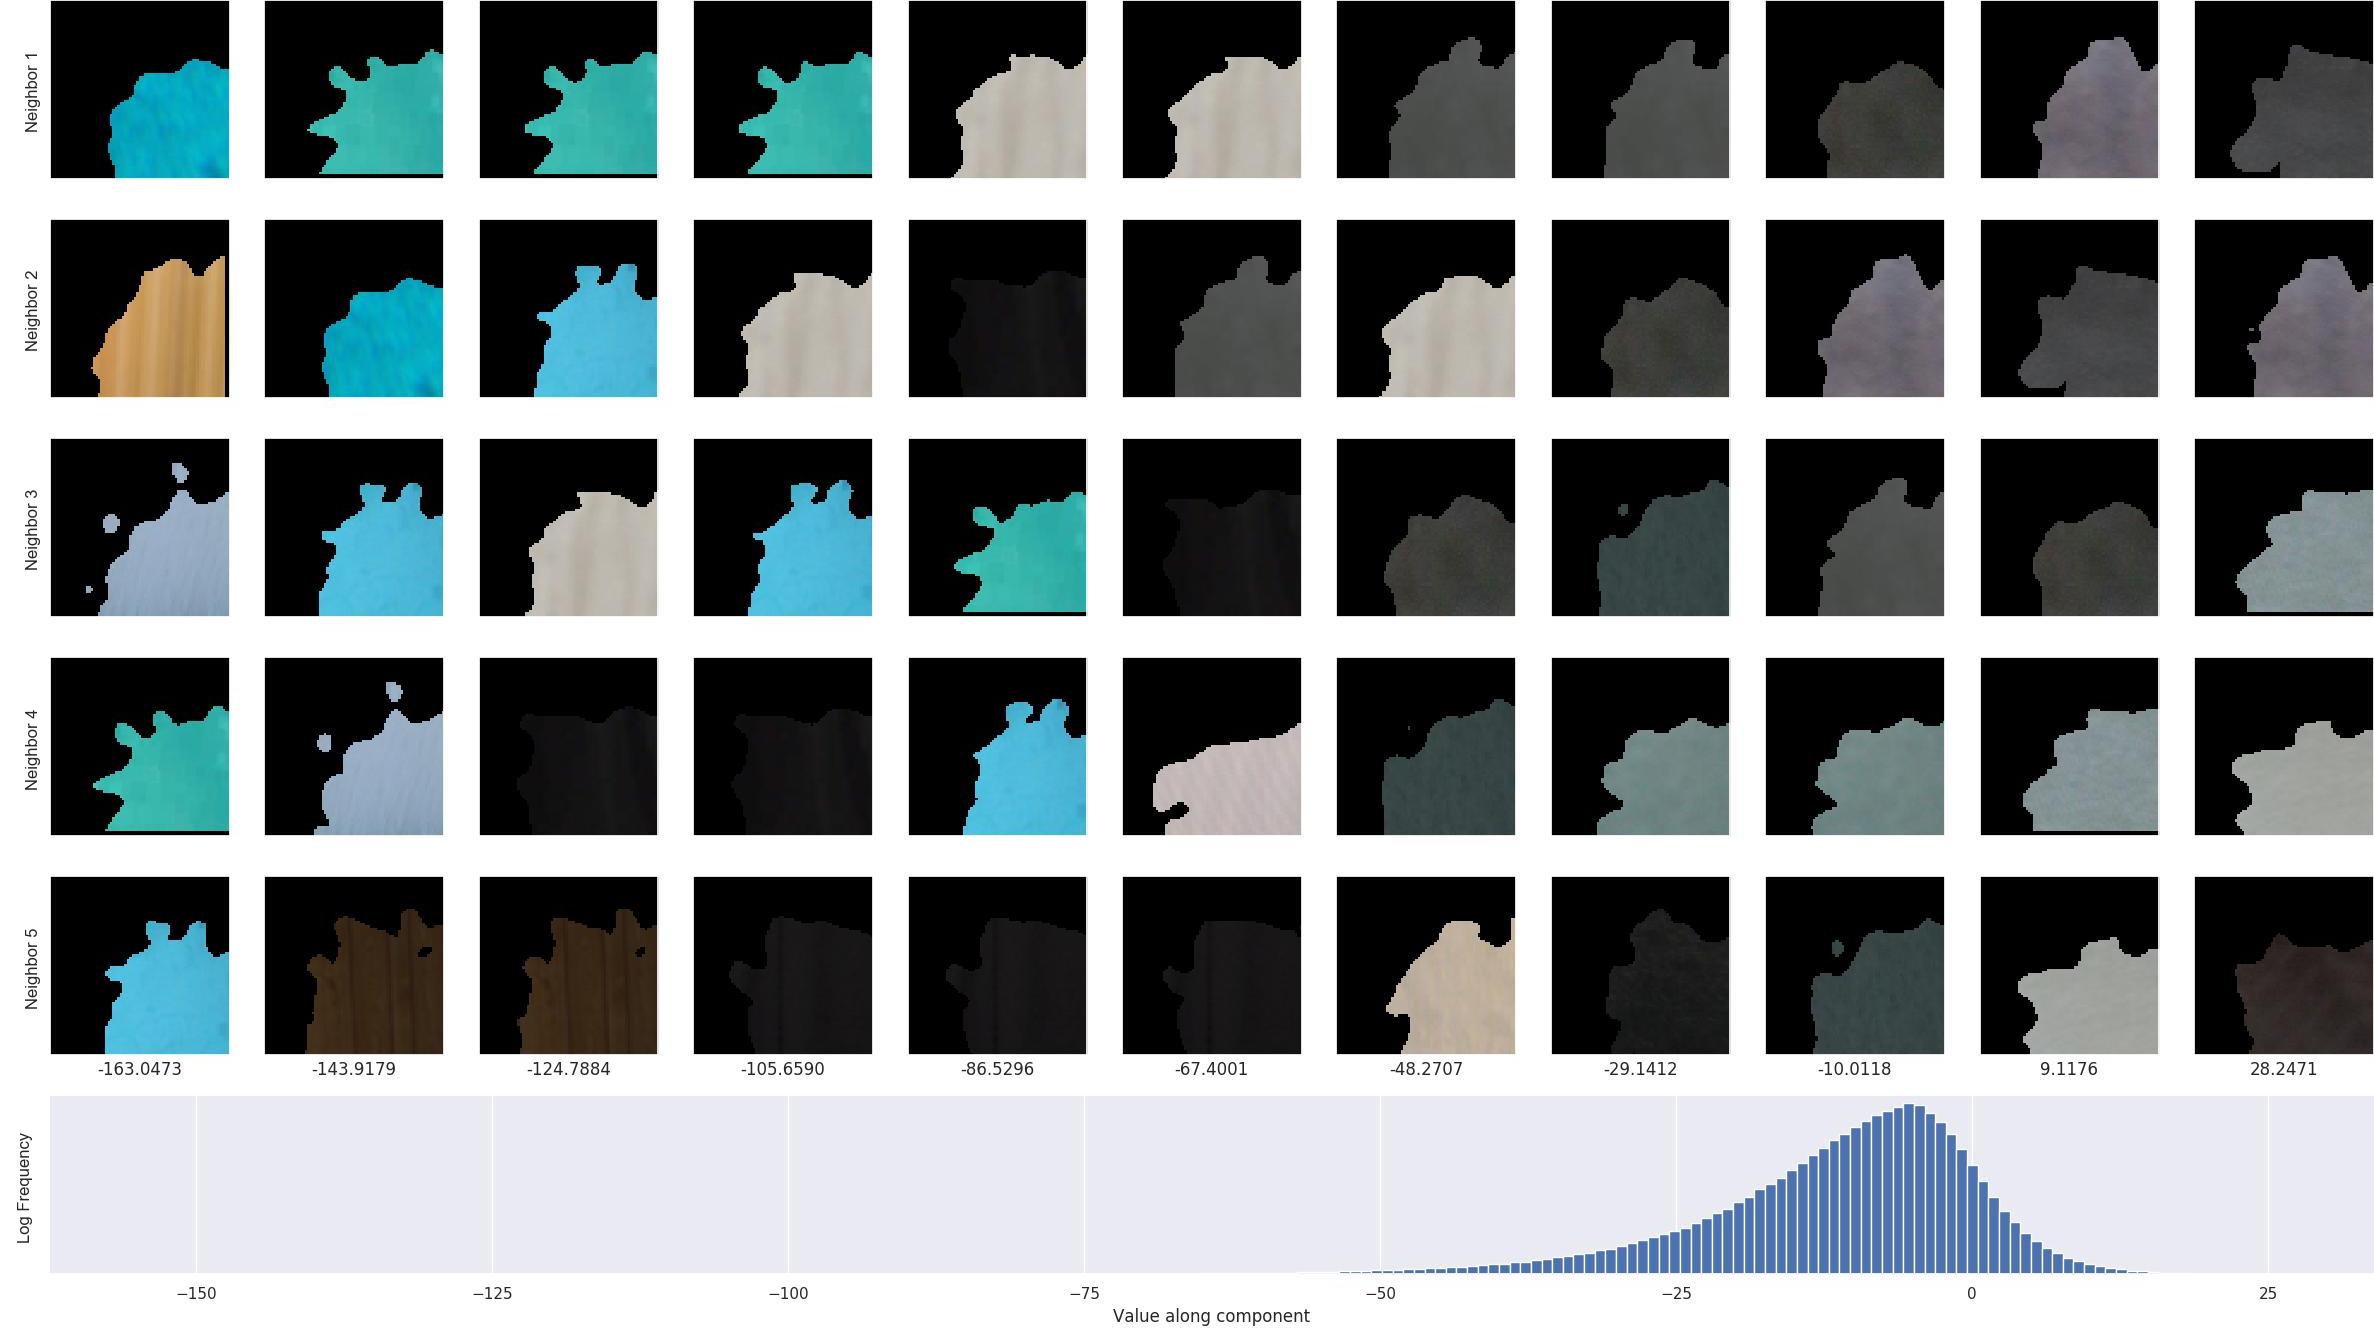 Neighbor 1
Neighbor 2
Neighbor 3
Neighbor 4
Neighbor 5
-163.0473 -143.9179 -124.7884 -105.6590 -86.5296 -67.4001 -48.2707 -29.1412 -10.0118 9.1176 28.2471
Log Frequency
−150 −125 −100 −75 −50 −25 0 25
Value along component